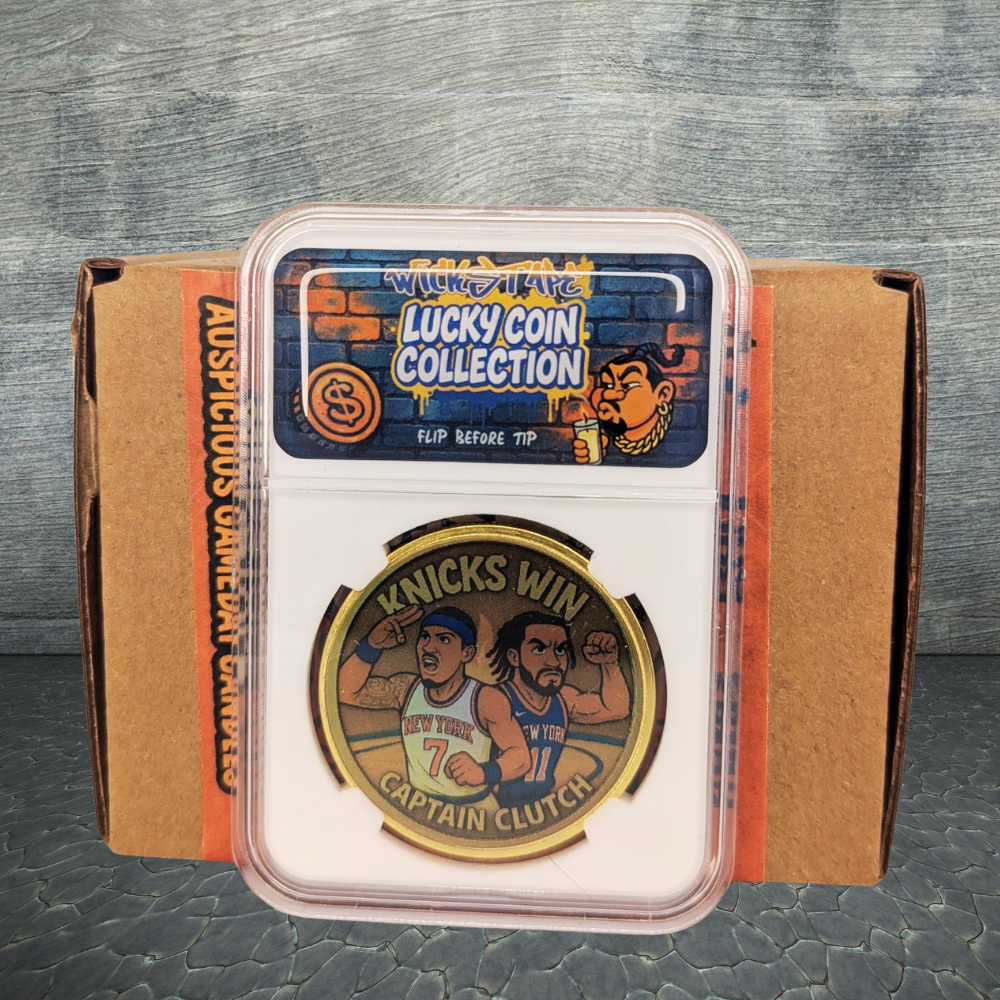 WICKSTAPE
LUCKY COIN
COLLECTION
$
FLIP BEFORE TIP
AUSPICIOUS GAMEDAY CANDLES
KNICKS WIN
NEW YORK
7
EW YORK
11
CAPTAIN CLUTCH